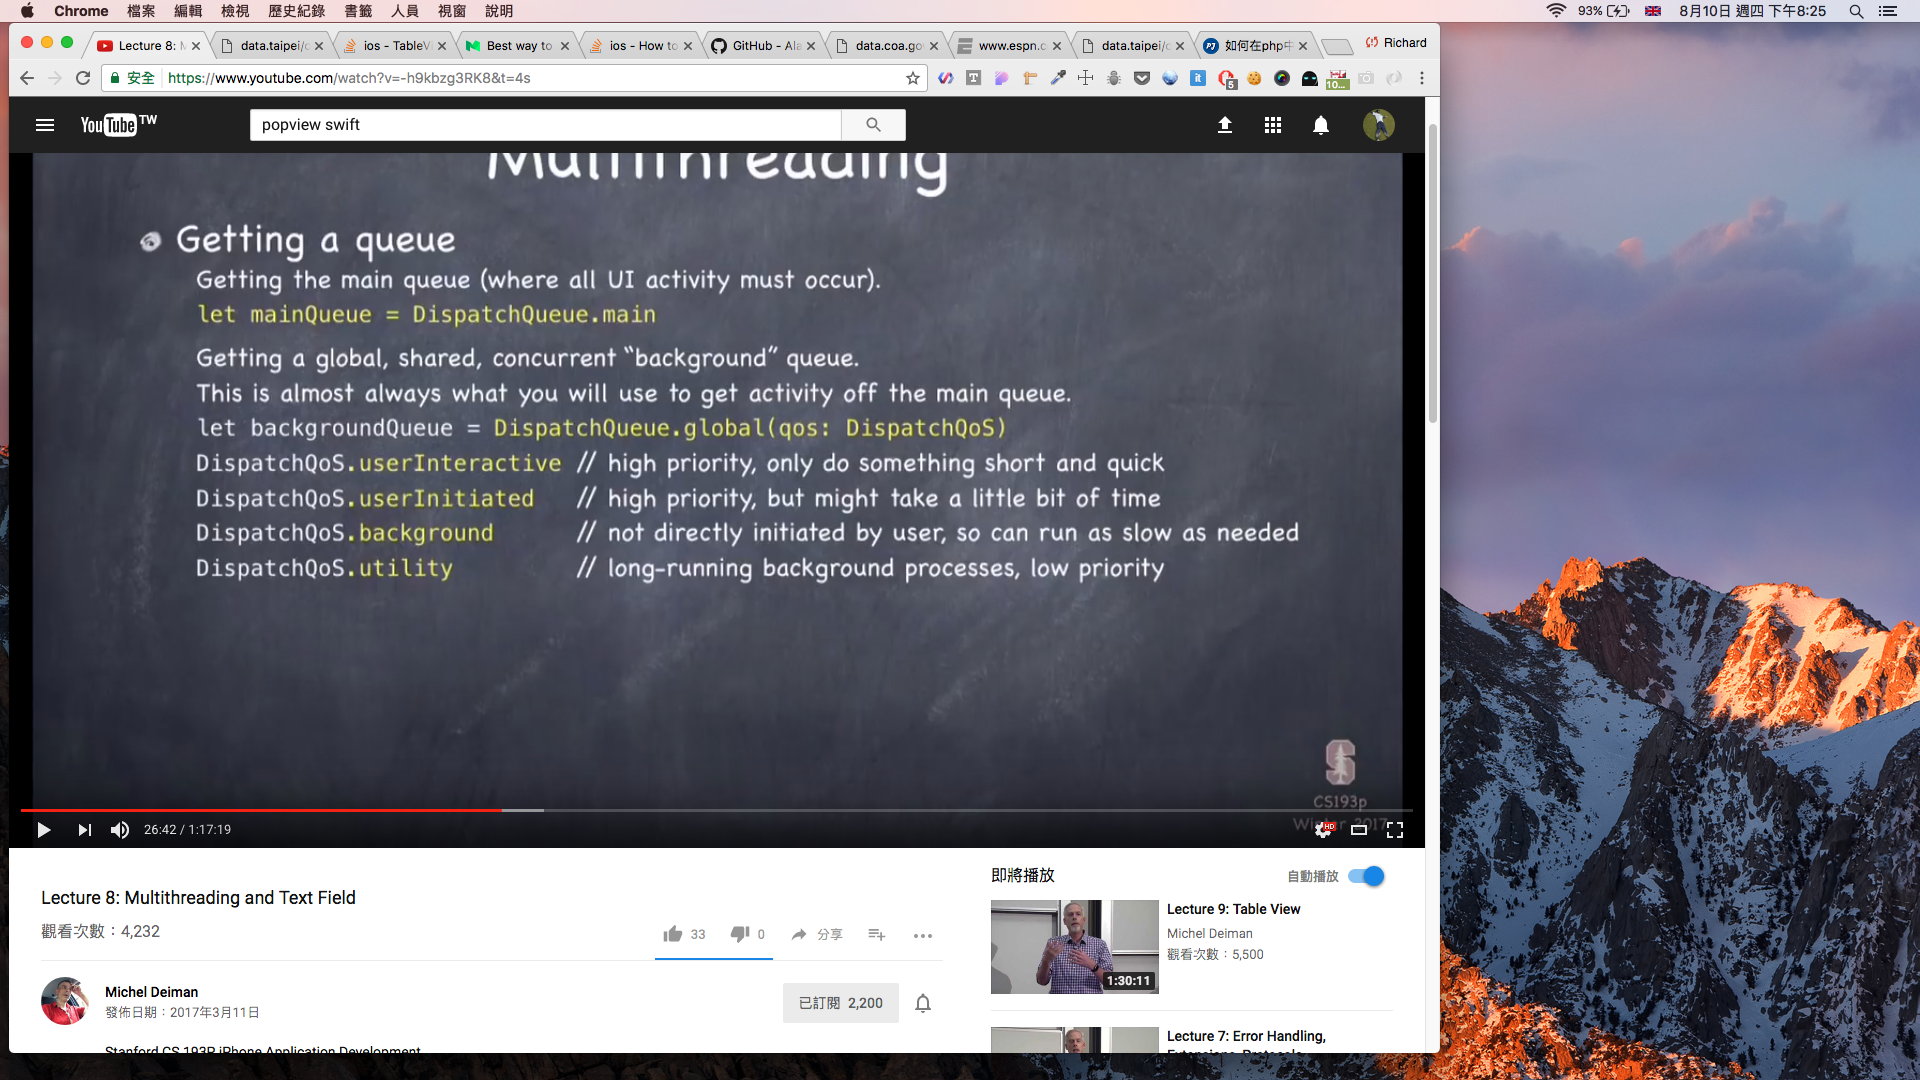 Chrome 檔案 編輯 檢視 歷史紀錄 書籤 人員 視窗 說明 93% 8月10日 週四 下午8:25
Lecture 8: M data.taipei/o ios - TableV Best way to ios - How to GitHub - Ala data.coa.go www.espn.c data.taipei/o 如何在php中 Richard
安全 https://www.youtube.com/watch?v=-h9kbzg3RK8&t=4s
YouTube TW popview swift
Multithreading
Getting a queue
Getting the main queue (where all UI activity must occur).
let mainQueue = DispatchQueue.main
Getting a global, shared, concurrent “background” queue.
This is almost always what you will use to get activity off the main queue.
let backgroundQueue = DispatchQueue.global(qos: DispatchQoS)
DispatchQoS.userInteractive // high priority, only do something short and quick
DispatchQoS.userInitiated // high priority, but might take a little bit of time
DispatchQoS.background // not directly initiated by user, so can run as slow as needed
DispatchQoS.utility // long-running background processes, low priority
S
CS193p
Winter 2017
26:42 / 1:17:19 HD
Lecture 8: Multithreading and Text Field
觀看次數：4,232
33 0 分享
Michel Deiman
發佈日期：2017年3月11日
已訂閱 2,200
Stanford CS 193P iPhone Application Development
即將播放 自動播放
Lecture 9: Table View
Michel Deiman
觀看次數：5,500
1:30:11
Lecture 7: Error Handling,
Extensions, Protocols